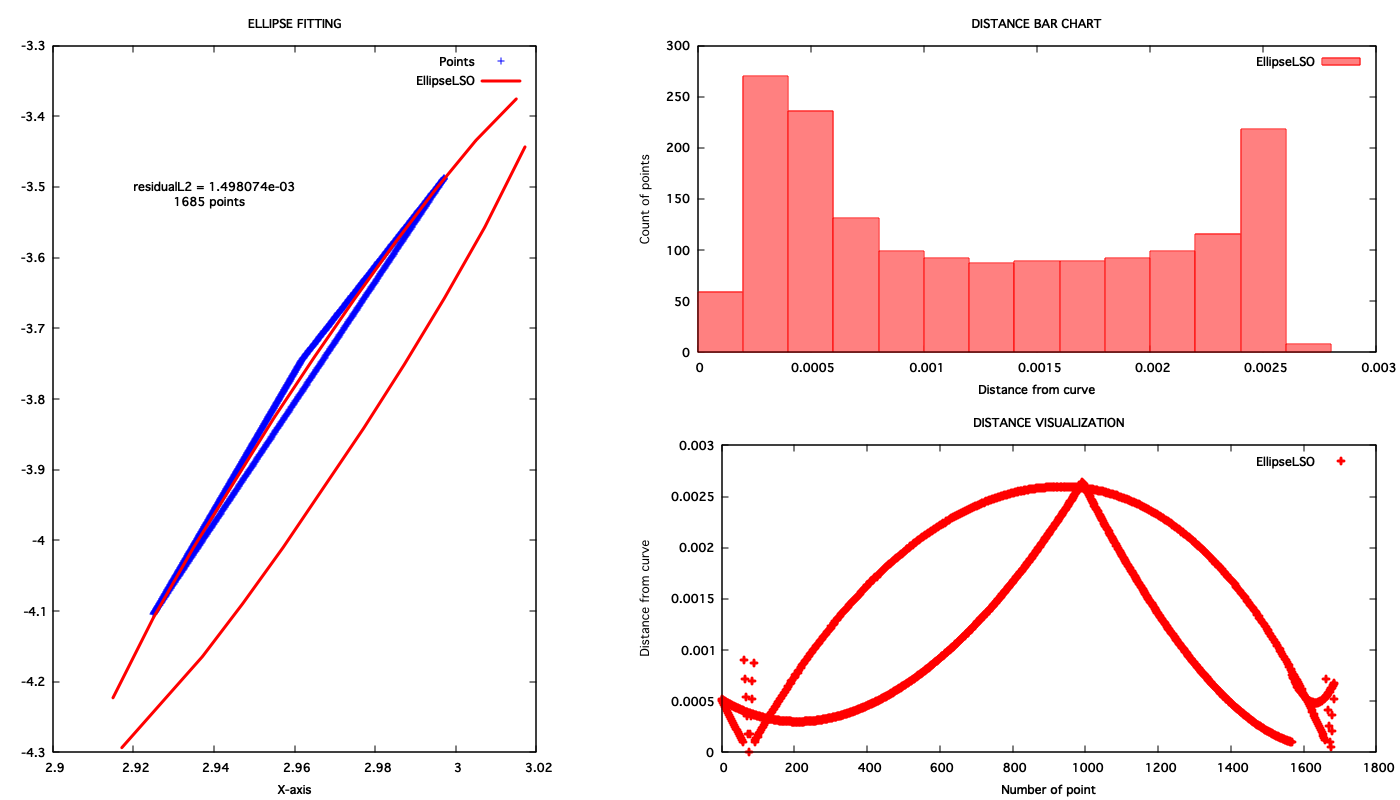 ELLIPSE FITTING
-3.3
-3.4
-3.5
-3.6
-3.7
-3.8
-3.9
-4
-4.1
-4.2
-4.3
Points
EllipseLSO
residualL2 = 1.498074e-03
1685 points
2.9 2.92 2.94 2.96 2.98 3 3.02
X-axis
DISTANCE BAR CHART
300
250
200
150
100
50
0
Count of points
EllipseLSO
0 0.0005 0.001 0.0015 0.002 0.0025 0.003
Distance from curve
DISTANCE VISUALIZATION
0.003
0.0025
0.002
0.0015
0.001
0.0005
0
Distance from curve
EllipseLSO
0 200 400 600 800 1000 1200 1400 1600 1800
Number of point